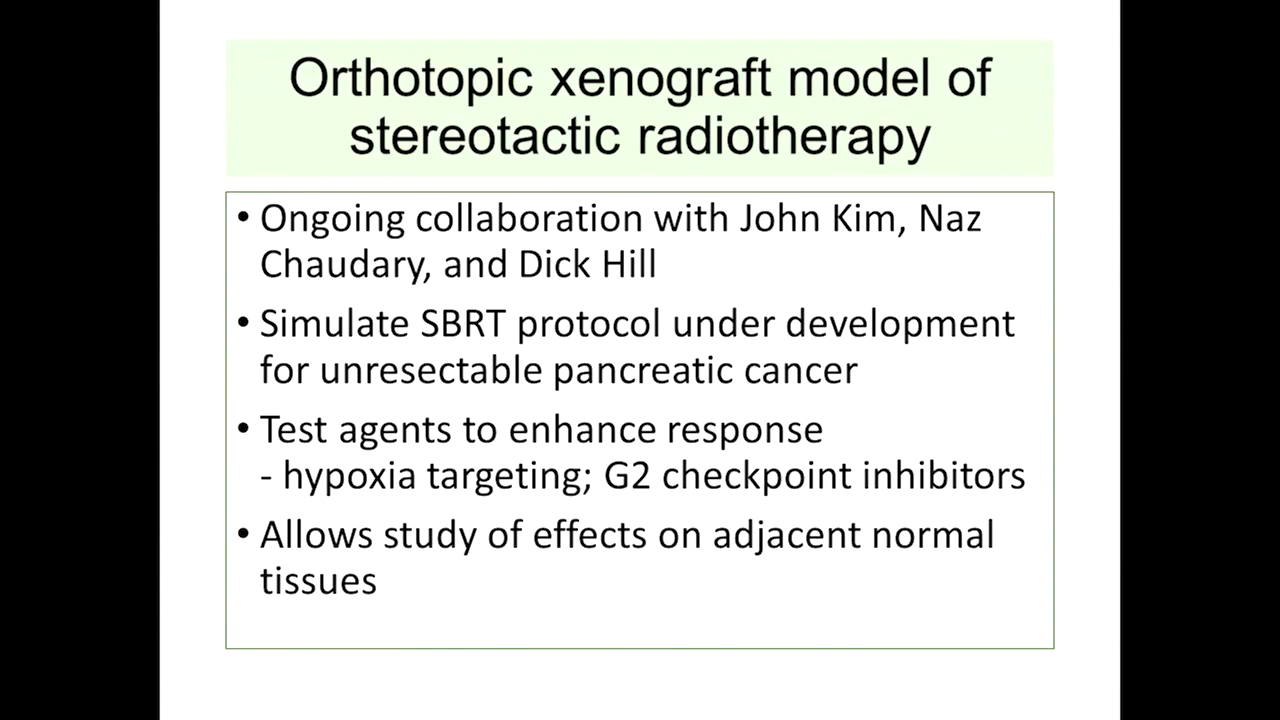 Orthotopic xenograft model of
stereotactic radiotherapy
• Ongoing collaboration with John Kim, Naz
Chaudary, and Dick Hill
• Simulate SBRT protocol under development
for unresectable pancreatic cancer
• Test agents to enhance response
- hypoxia targeting; G2 checkpoint inhibitors
• Allows study of effects on adjacent normal
tissues